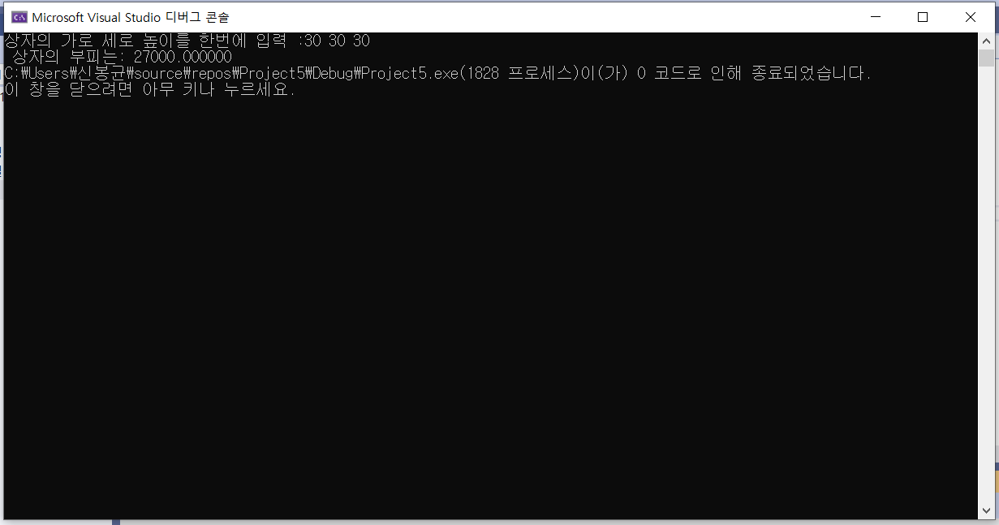 Microsoft Visual Studio 디버그 콘솔
상자의 가로 세로 높이를 한번에 입력 :30 30 30
상자의 부피는: 27000.000000
C:₩Users₩신봉균₩source₩repos₩Project5₩Debug₩Project5.exe(1828 프로세스)이(가) 0 코드로 인해 종료되었습니다.
이 창을 닫으려면 아무 키나 누르세요.